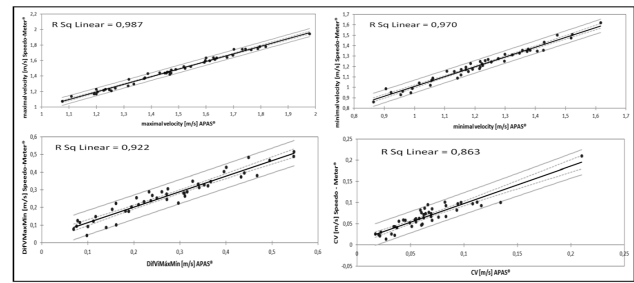 R Sq Linear = 0,987
maximal velocity [m/s] Speedo-Meter®
2,2
2
1,8
1,6
1,4
1,2
1
1 1,1 1,2 1,3 1,4 1,5 1,6 1,7 1,8 1,9 2
maximal velocity [m/s] APAS®
R Sq Linear = 0,970
minimal velocity [m/s] Speedo-Meter®
1,7
1,6
1,5
1,4
1,3
1,2
1,1
1
0,9
0,8
0,8 0,9 1 1,1 1,2 1,3 1,4 1,5 1,6 1,7
minimal velocity [m/s] APAS®
R Sq Linear = 0,922
DifViMáxMin [m/s] Speedo-Meter®
0,6
0,5
0,4
0,3
0,2
0,1
0
0 0,1 0,2 0,3 0,4 0,5 0,6
DifViMáxMin [m/s] APAS®
R Sq Linear = 0,863
CV [m/s] Speedo - Meter®
0,25
0,2
0,15
0,1
0,05
0
0,05
0 0,05 0,1 0,15 0,2 0,25
CV [m/s] APAS®